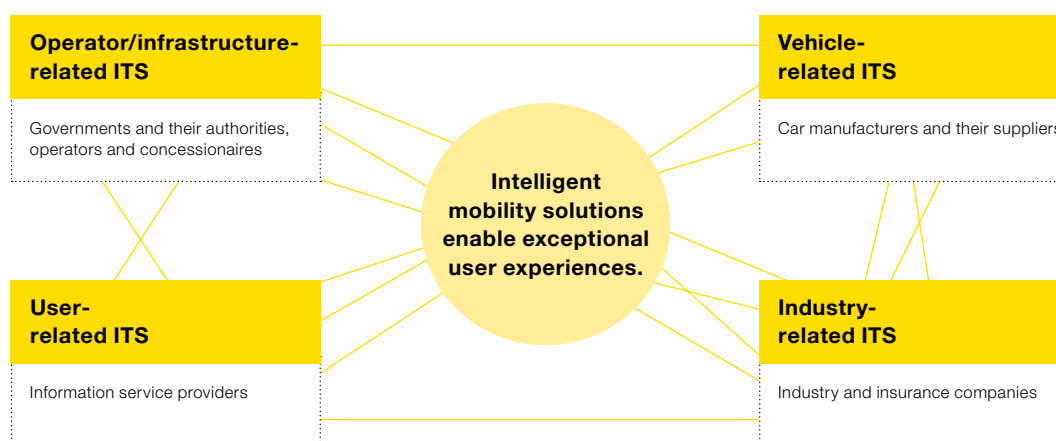 Operator/infrastructure-
related ITS
Governments and their authorities,
operators and concessionaires
Vehicle-
related ITS
Car manufacturers and their suppliers
Intelligent
mobility solutions
enable exceptional
user experiences.
User-
related ITS
Information service providers
Industry-
related ITS
Industry and insurance companies